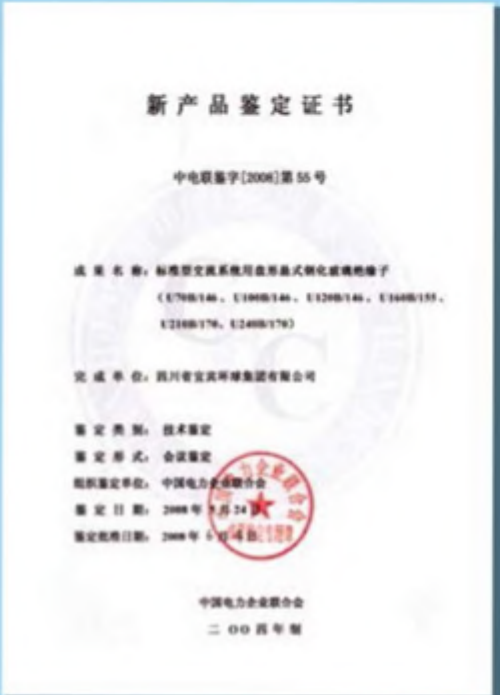 新产品鉴定证书
中电联鉴字[2008]第55号
成果名称：标准型交流系统用盘形悬式钢化玻璃绝缘子
（U70B/146、U100B/146、U120B/146、U160B/155、
U210B/170、U240B/170）
完成单位：四川省宜宾环球集团有限公司
鉴定类别：技术鉴定
鉴定形式：会议鉴定
组织鉴定单位：中国电力企业联合会
鉴定日期：2008年 月24日
鉴定批准日期：2008年 月 日
中国电力企业联合会
二〇〇四年制